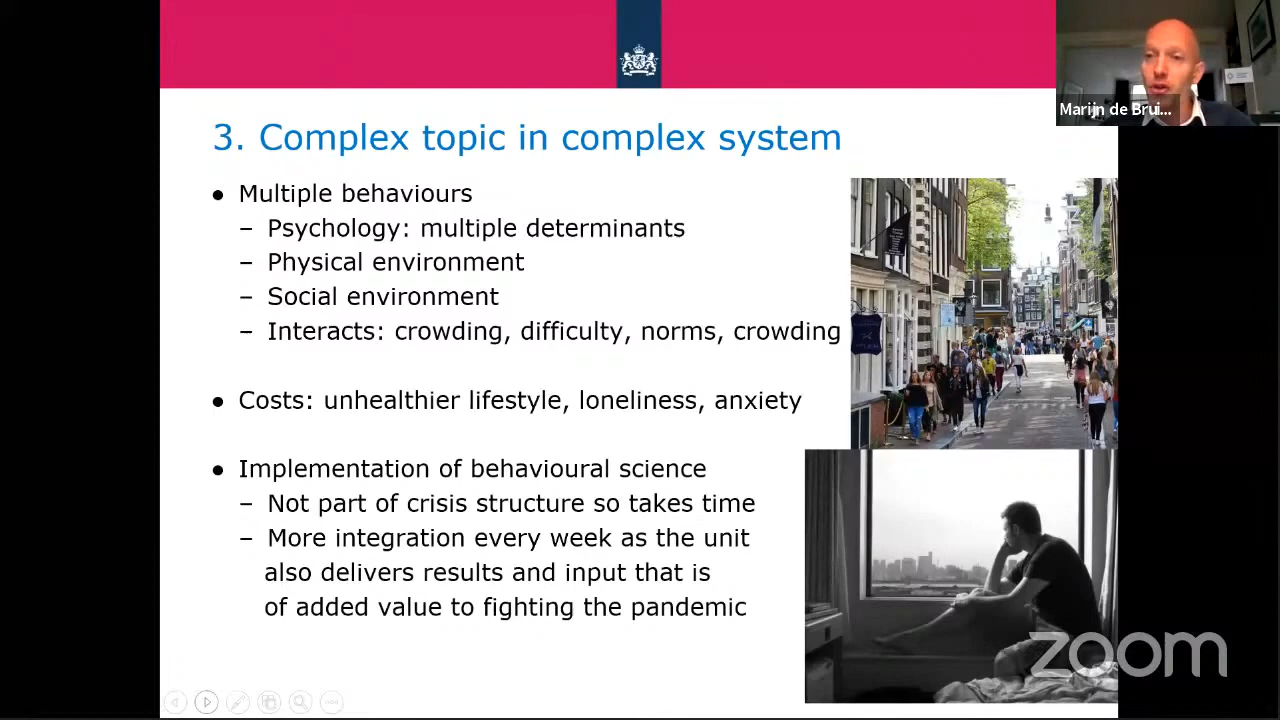 3. Complex topic in complex system
● Multiple behaviours
– Psychology: multiple determinants
– Physical environment
– Social environment
– Interacts: crowding, difficulty, norms, crowding
● Costs: unhealthier lifestyle, loneliness, anxiety
● Implementation of behavioural science
– Not part of crisis structure so takes time
– More integration every week as the unit
also delivers results and input that is
of added value to fighting the pandemic
Marijn de Brui...
zoom